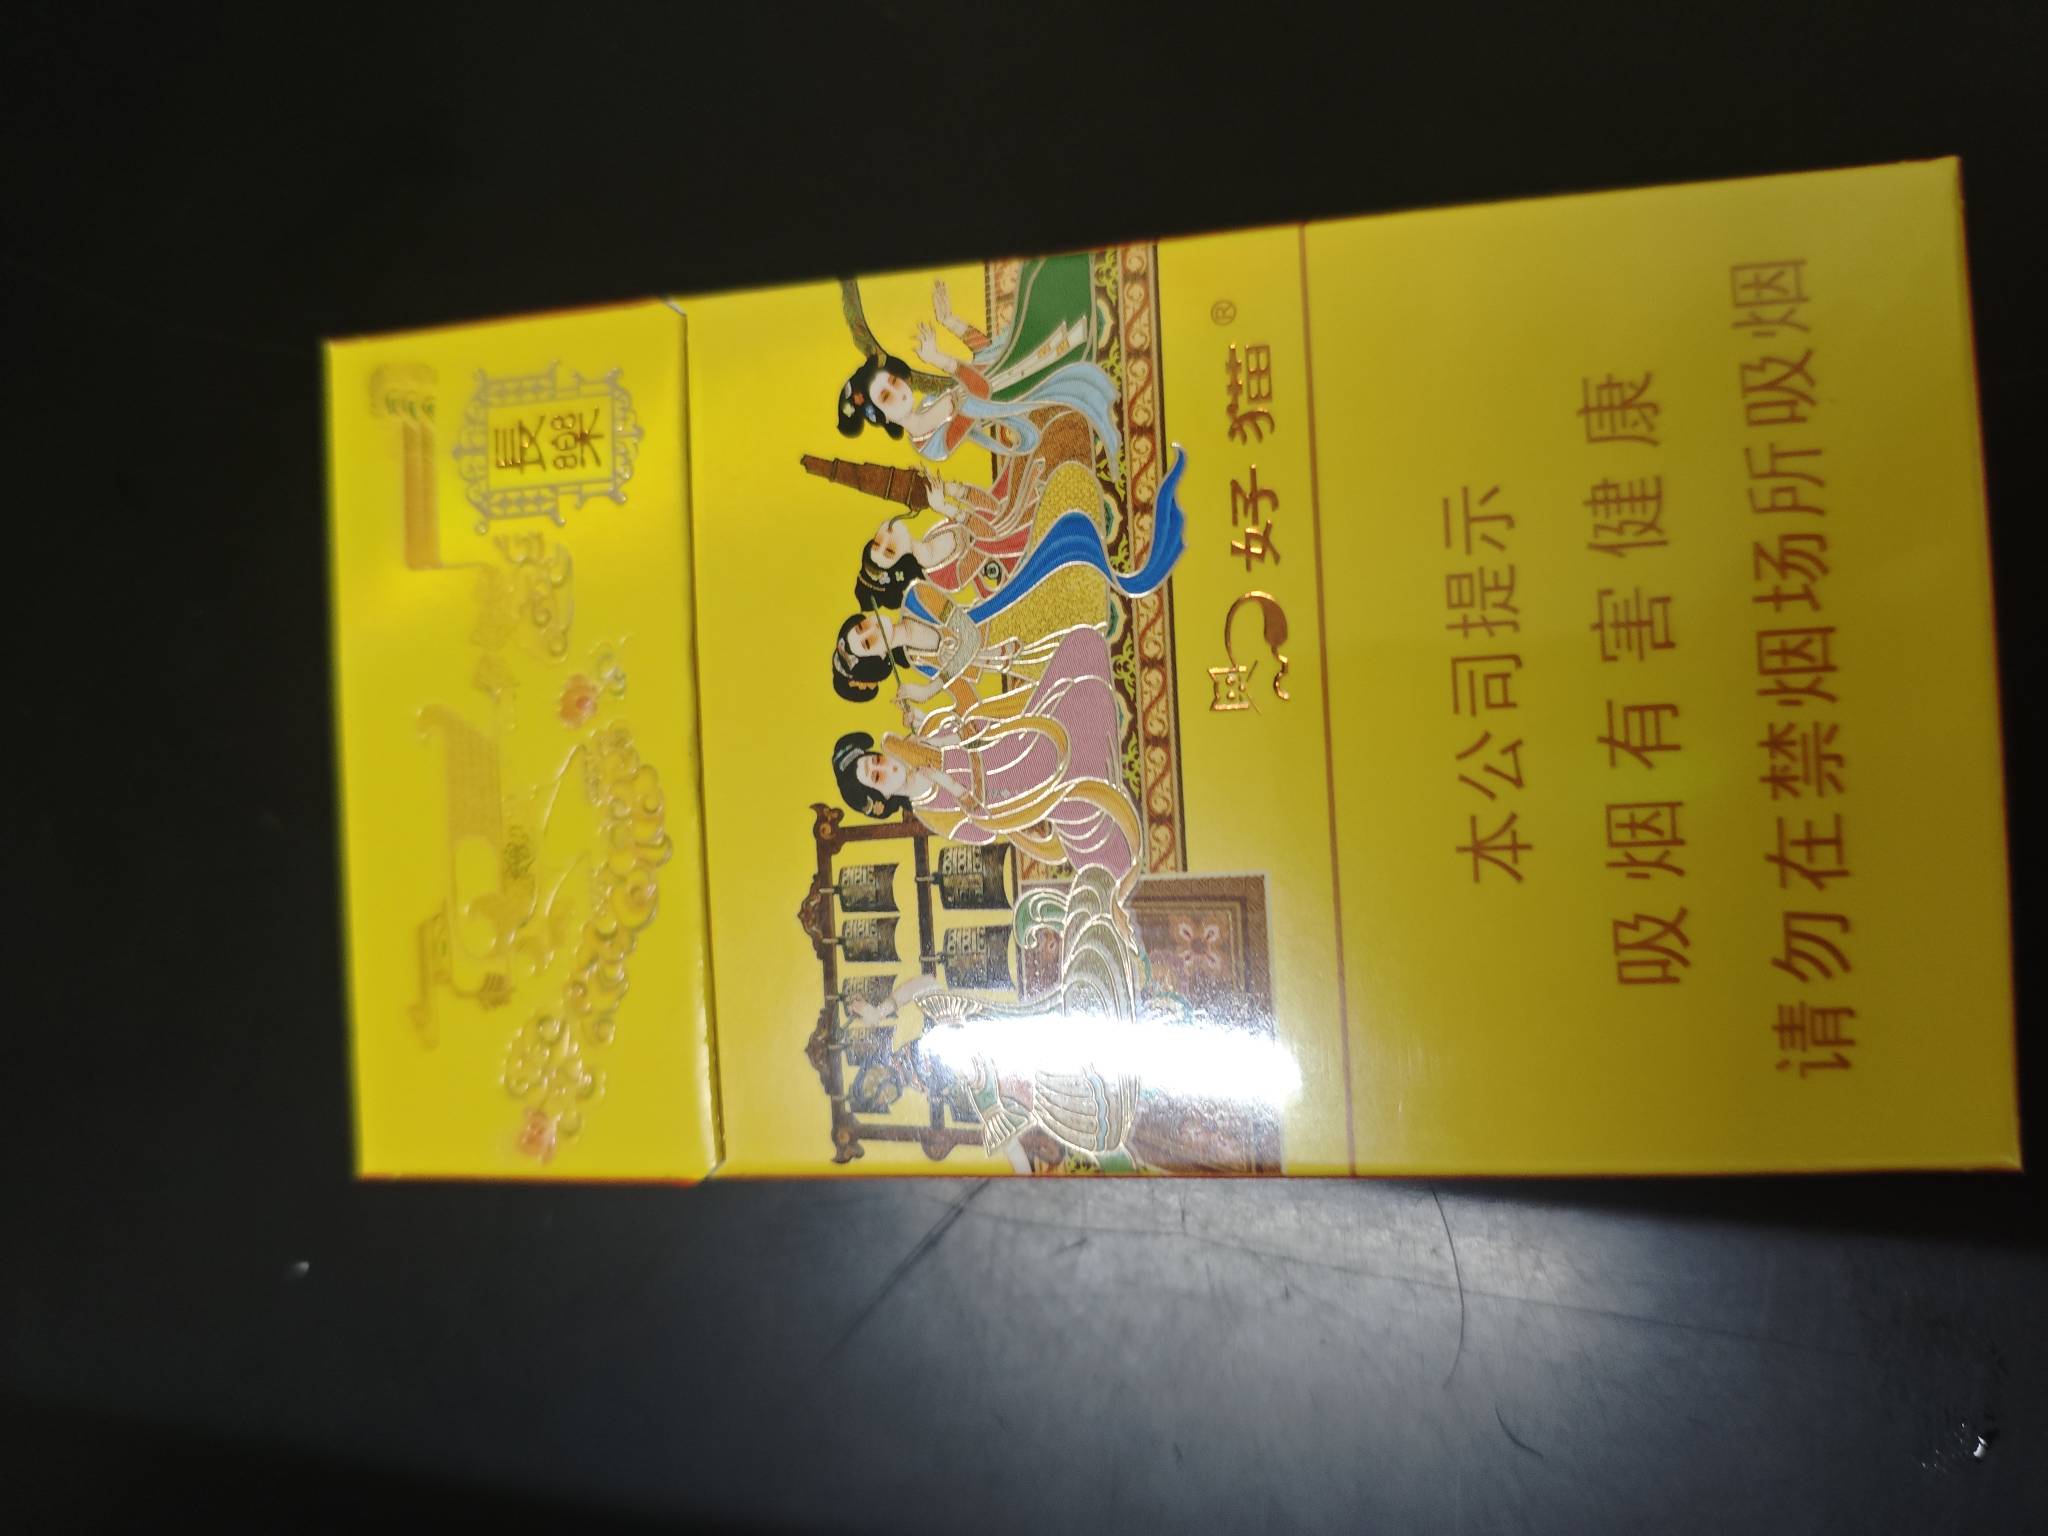 長樂
好猫®
本公司提示
吸烟有害健康
请勿在禁烟场所吸烟